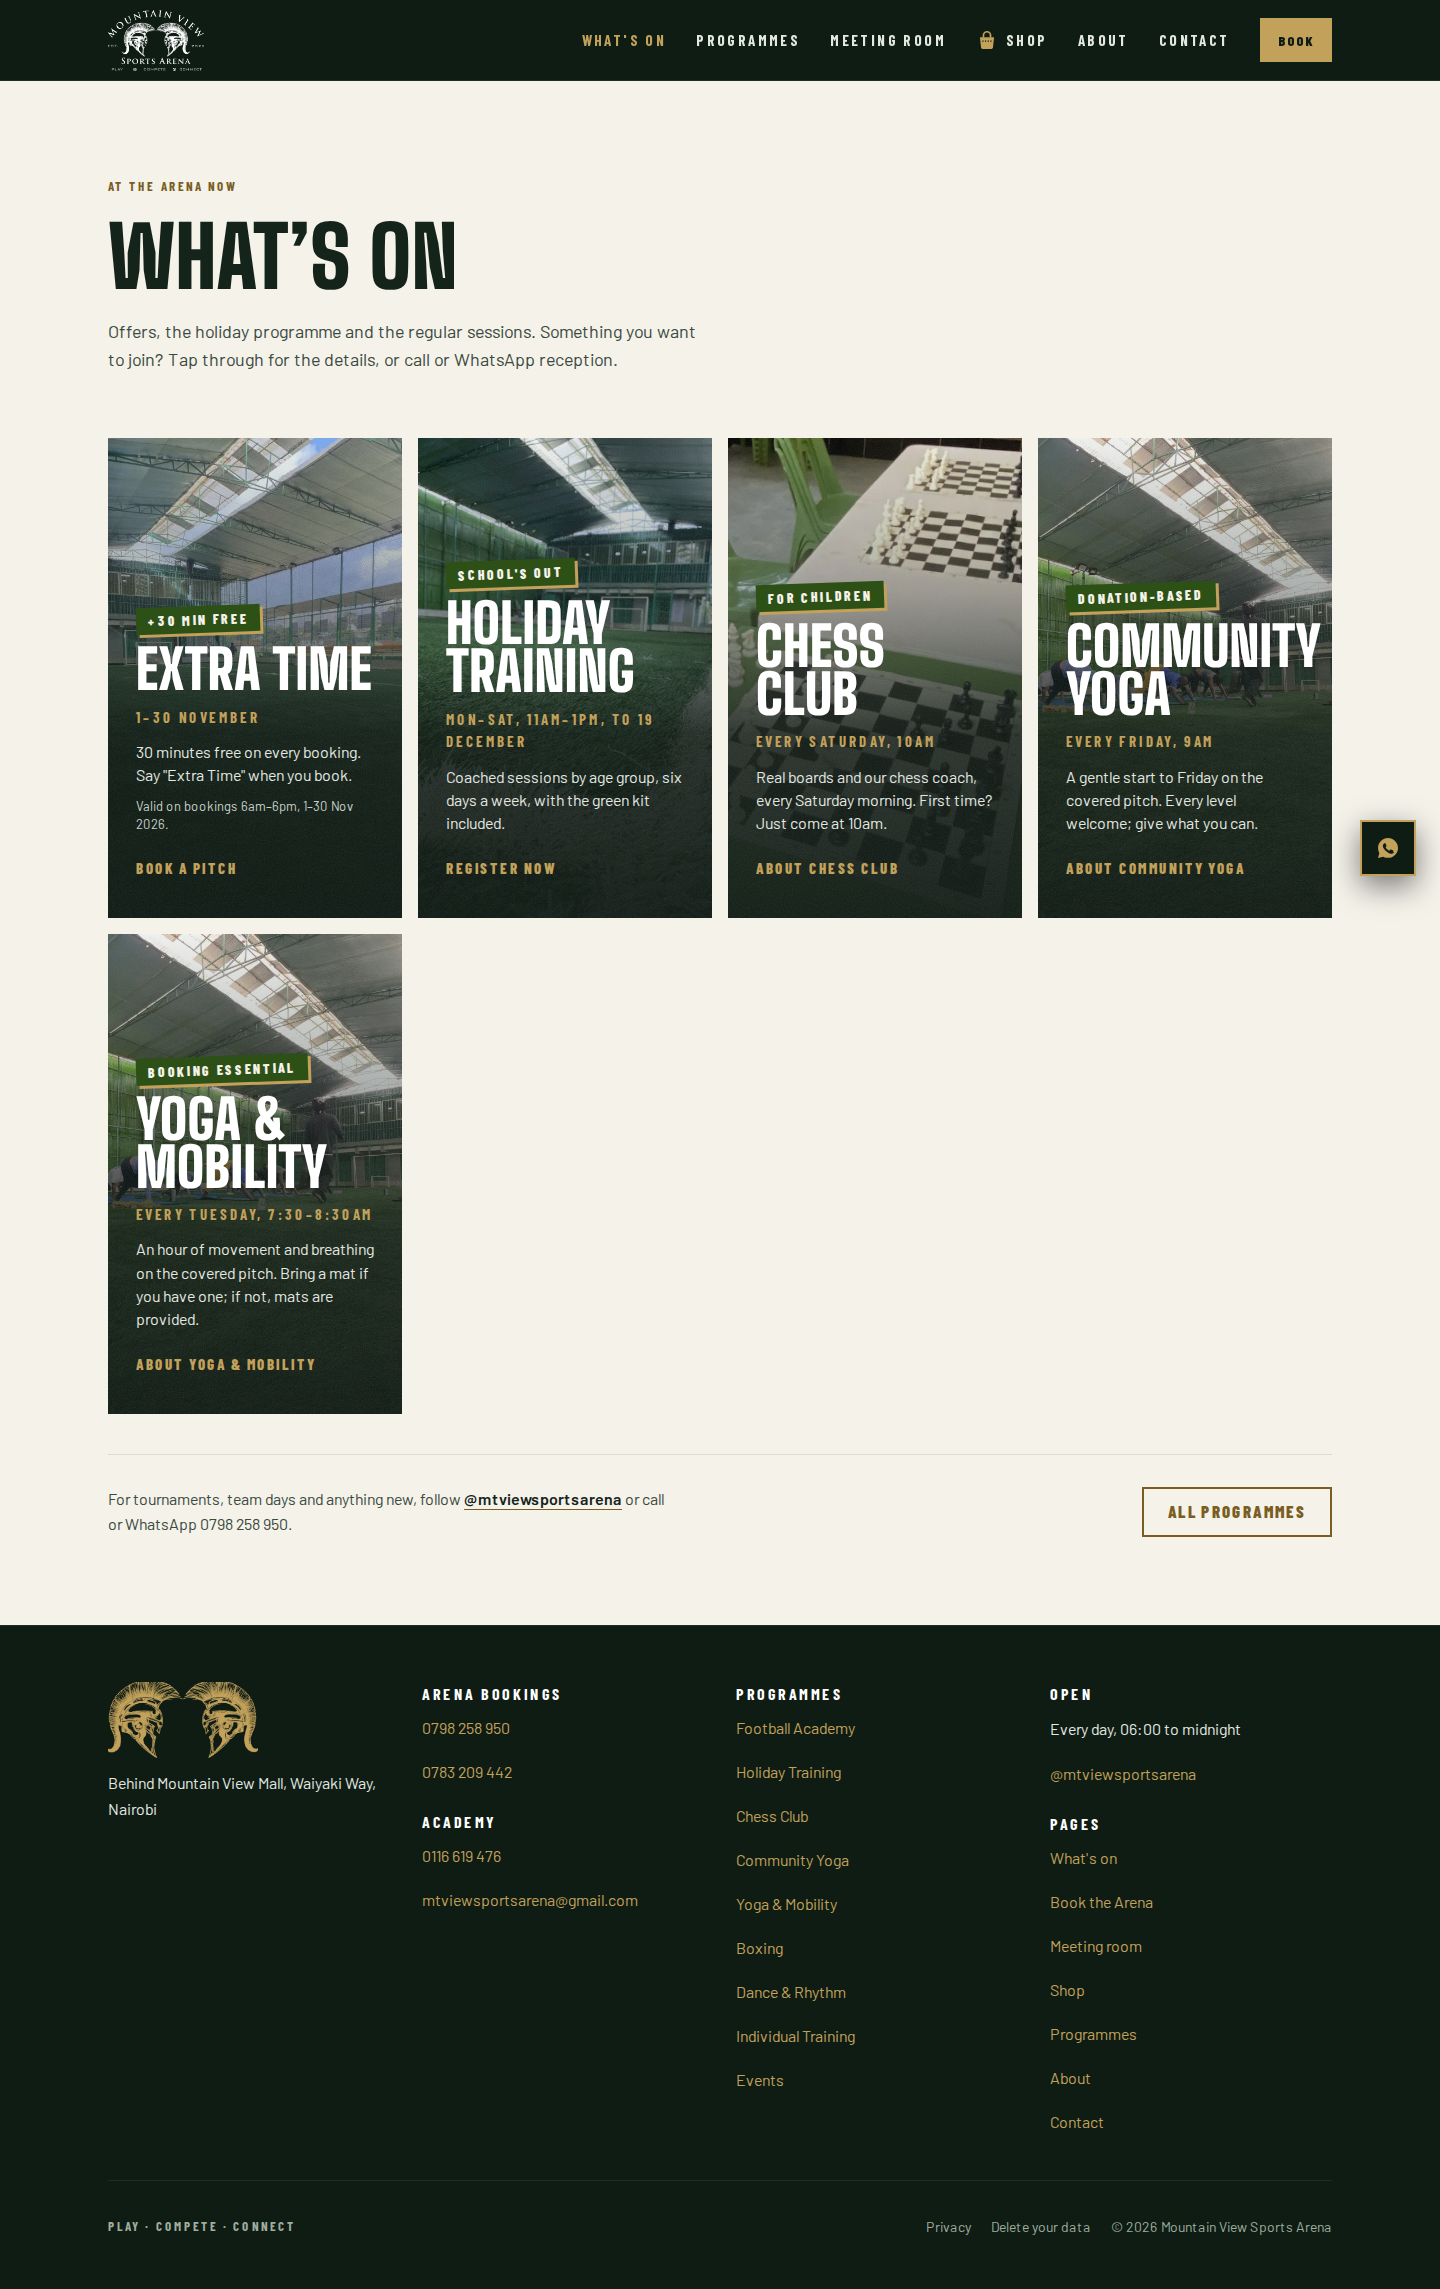 MOUNTAIN VIEW
SPORTS ARENA
WHAT'S ON
PROGRAMMES
MEETING ROOM
SHOP
ABOUT
CONTACT
BOOK
AT THE ARENA NOW
WHAT'S ON
Offers, the holiday programme and the regular sessions. Something you want
to join? Tap through for the details, or call or WhatsApp reception.
+30 MIN FREE
EXTRA TIME
1–30 NOVEMBER
30 minutes free on every booking.
Say "Extra Time" when you book.
Valid on bookings 6am–6pm, 1–30 Nov
2026.
BOOK A PITCH
SCHOOL'S OUT
HOLIDAY
TRAINING
MON–SAT, 11AM–1PM, TO 19
DECEMBER
Coached sessions by age group, six
days a week, with the green kit
included.
REGISTER NOW
FOR CHILDREN
CHESS
CLUB
EVERY SATURDAY, 10AM
Real boards and our chess coach,
every Saturday morning. First time?
Just come at 10am.
ABOUT CHESS CLUB
DONATION-BASED
COMMUNITY
YOGA
EVERY FRIDAY, 9AM
A gentle start to Friday on the
covered pitch. Every level
welcome; give what you can.
ABOUT COMMUNITY YOGA
BOOKING ESSENTIAL
YOGA &
MOBILITY
EVERY TUESDAY, 7:30–8:30AM
An hour of movement and breathing
on the covered pitch. Bring a mat if
you have one; if not, mats are
provided.
ABOUT YOGA & MOBILITY
For tournaments, team days and anything new, follow @mtviewsportsarena or call
or WhatsApp 0798 258 950.
ALL PROGRAMMES
Behind Mountain View Mall, Waiyaki Way,
Nairobi
ARENA BOOKINGS
0798 258 950
0783 209 442
ACADEMY
0116 619 476
mtviewsportsarena@gmail.com
PROGRAMMES
Football Academy
Holiday Training
Chess Club
Community Yoga
Yoga & Mobility
Boxing
Dance & Rhythm
Individual Training
Events
OPEN
Every day, 06:00 to midnight
@mtviewsportsarena
PAGES
What's on
Book the Arena
Meeting room
Shop
Programmes
About
Contact
PLAY · COMPETE · CONNECT
Privacy
Delete your data
© 2026 Mountain View Sports Arena